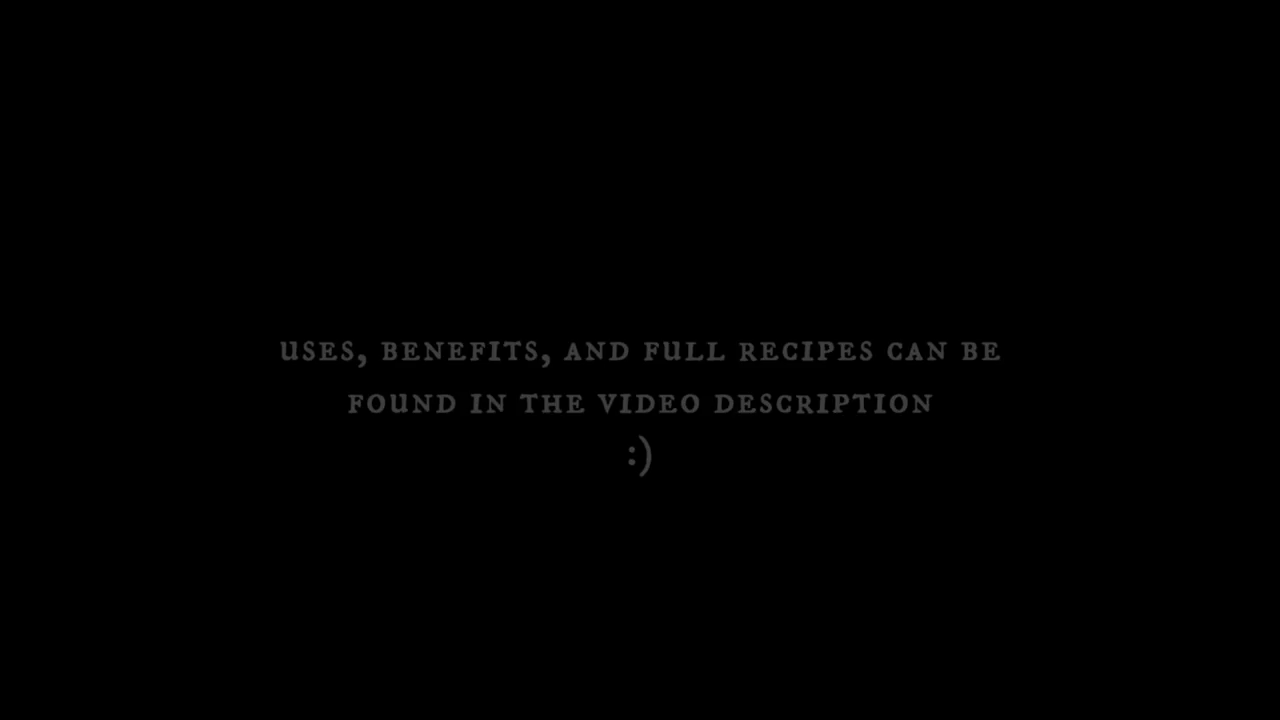 uses, benefits, and full recipes can be
found in the video description
:)